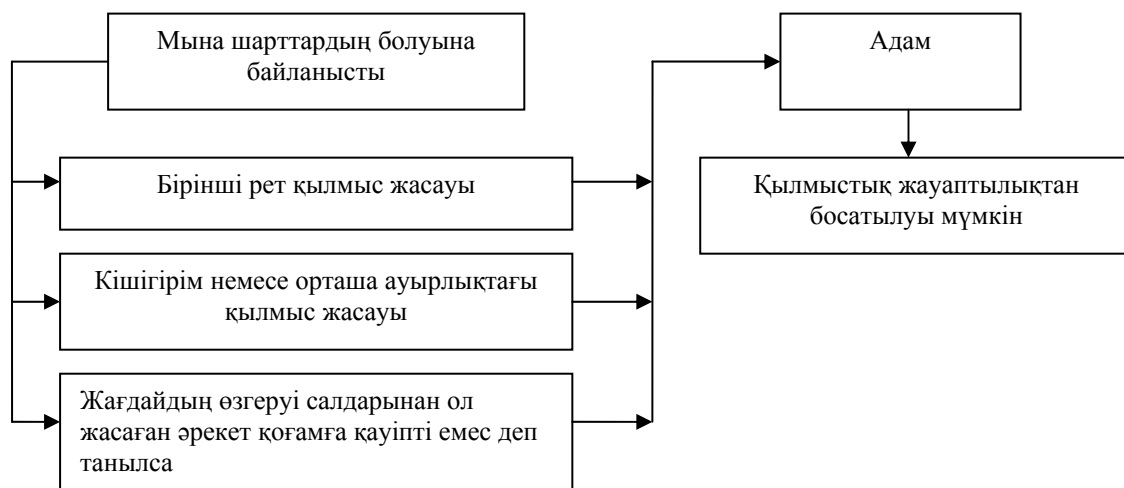 Мына шарттардың болуына
байланысты
Адам
Бірінші рет қылмыс жасауы
Қылмыстық жауаптылықтан
босатылуы мүмкін
Кішігірім немесе орташа ауырлықтағы
қылмыс жасауы
Жағдайдың өзгеруі салдарынан ол
жасаған әрекет қоғамға қауіпті емес деп
танылса